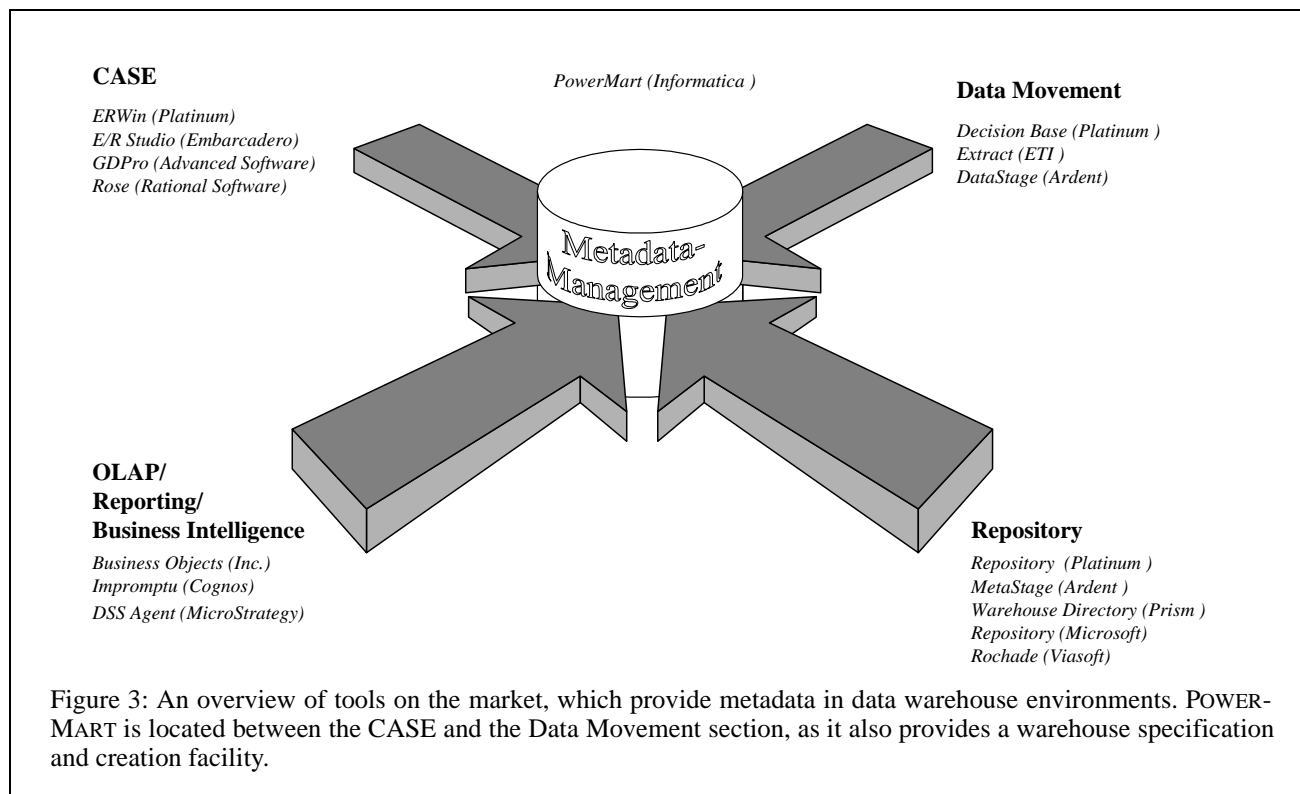 CASE
ERWin (Platinum)
E/R Studio (Embarcadero)
GDPro (Advanced Software)
Rose (Rational Software)
PowerMart (Informatica )
Data Movement
Decision Base (Platinum )
Extract (ETI )
DataStage (Ardent)
Metadata-
Management
OLAP/
Reporting/
Business Intelligence
Business Objects (Inc.)
Impromptu (Cognos)
DSS Agent (MicroStrategy)
Repository
Repository  (Platinum )
MetaStage (Ardent )
Warehouse Directory (Prism )
Repository (Microsoft)
Rochade (Viasoft)
Figure 3: An overview of tools on the market, which provide metadata in data warehouse environments. POWER-
MART is located between the CASE and the Data Movement section, as it also provides a warehouse specification
and creation facility.